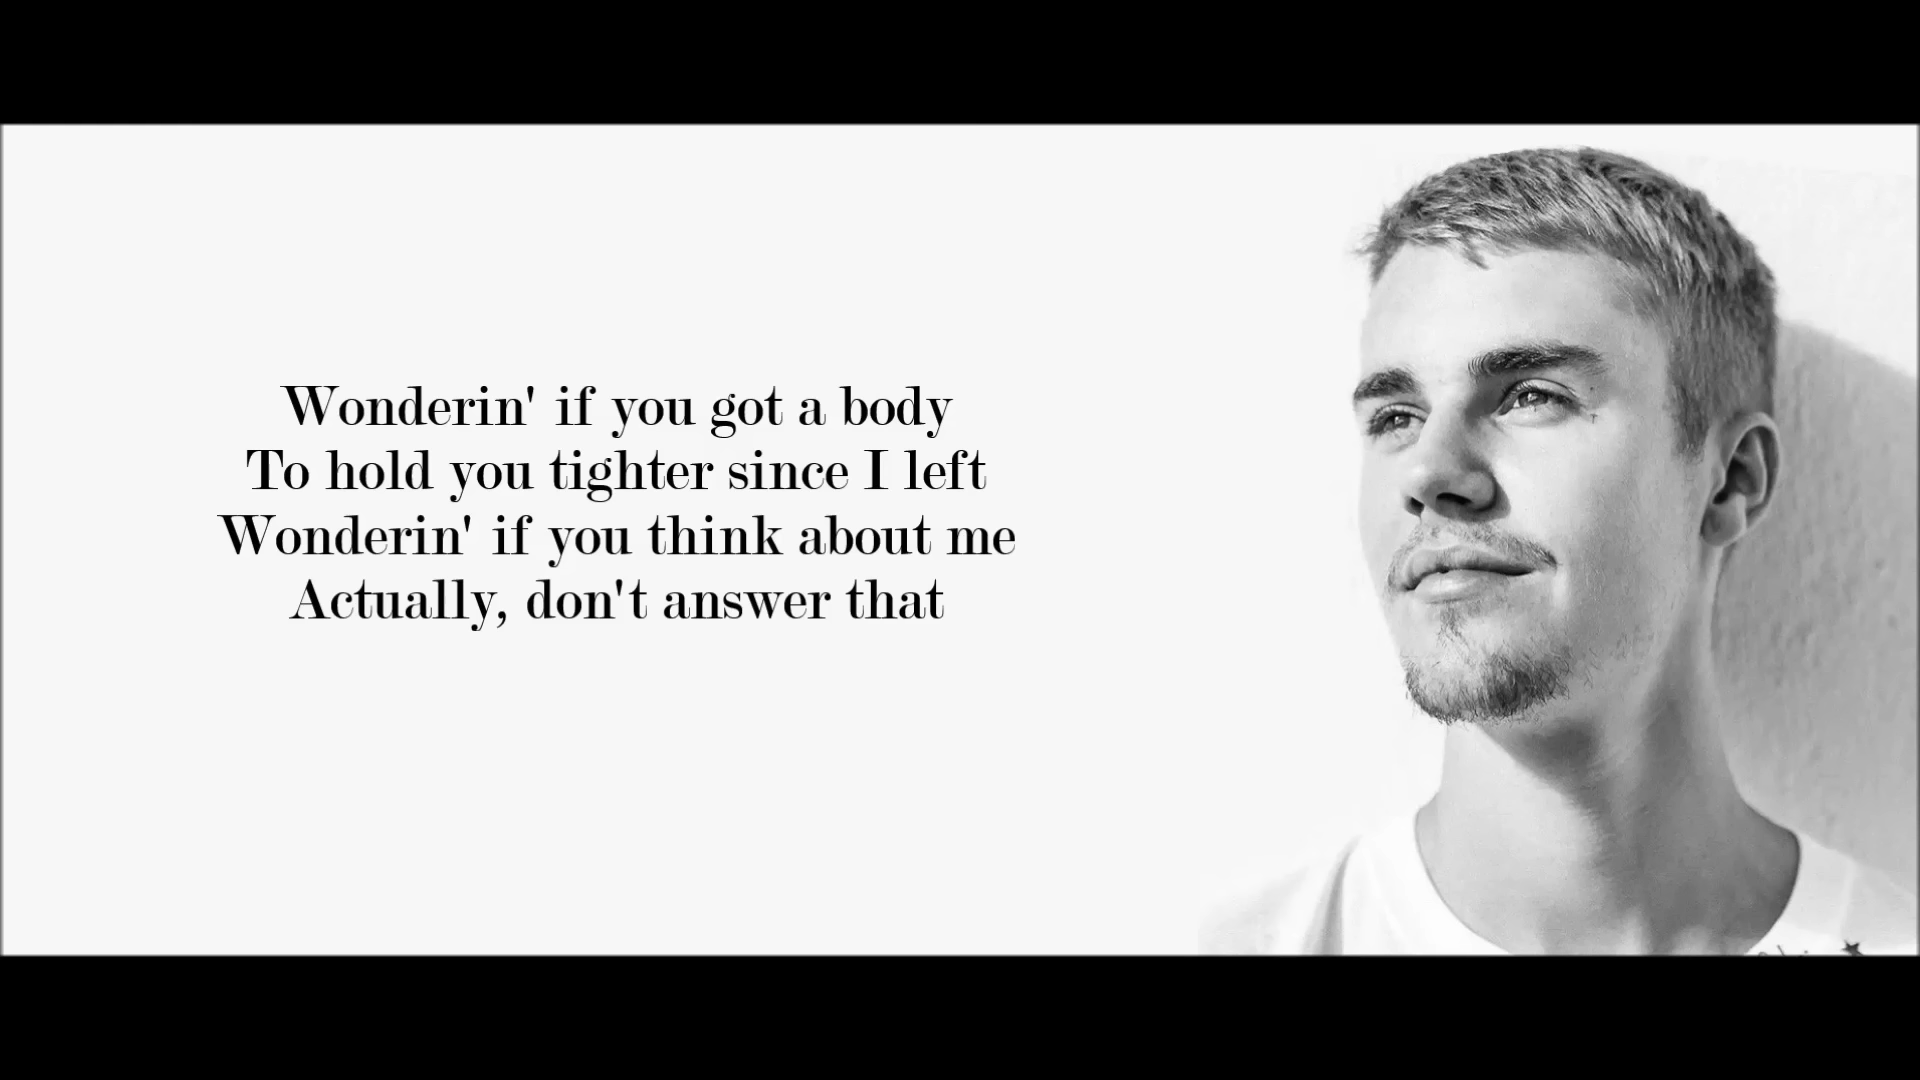 Wonderin' if you got a body
To hold you tighter since I left
Wonderin' if you think about me
Actually, don't answer that